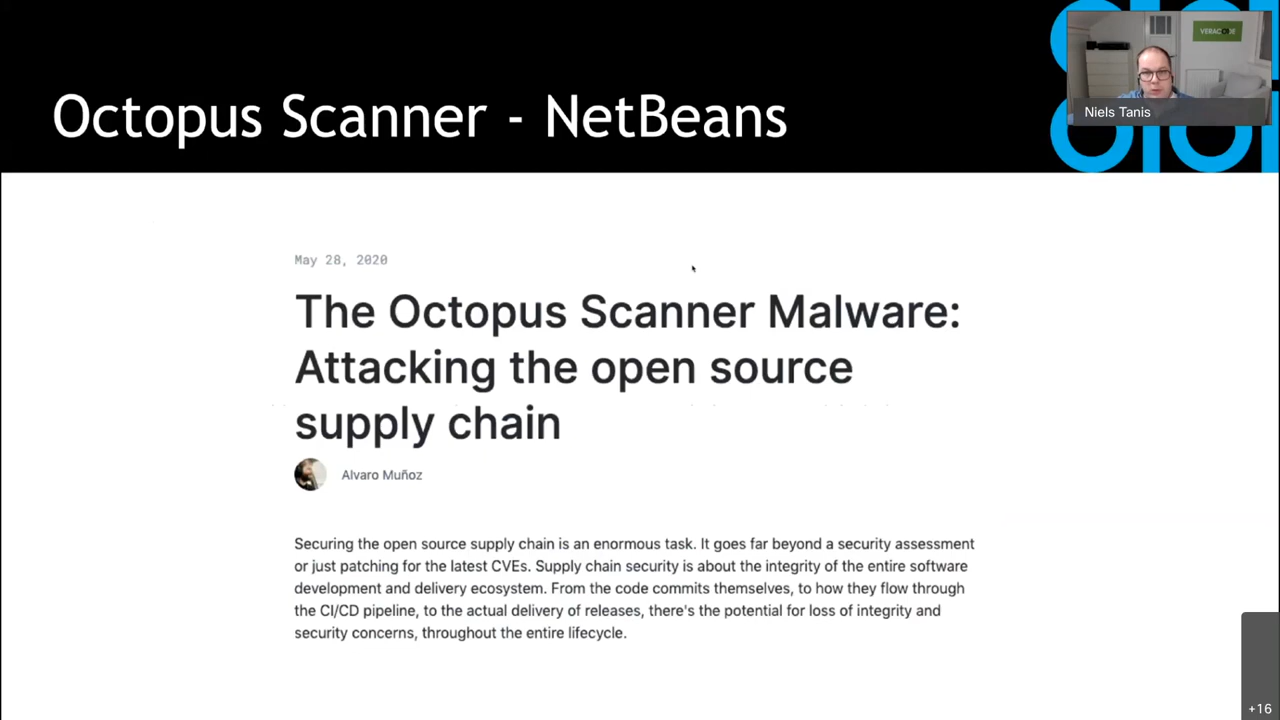 Octopus Scanner - NetBeans
VERACODE
Niels Tanis
May 28, 2020
The Octopus Scanner Malware:
Attacking the open source
supply chain
Alvaro Muñoz
Securing the open source supply chain is an enormous task. It goes far beyond a security assessment
or just patching for the latest CVEs. Supply chain security is about the integrity of the entire software
development and delivery ecosystem. From the code commits themselves, to how they flow through
the CI/CD pipeline, to the actual delivery of releases, there's the potential for loss of integrity and
security concerns, throughout the entire lifecycle.
+16